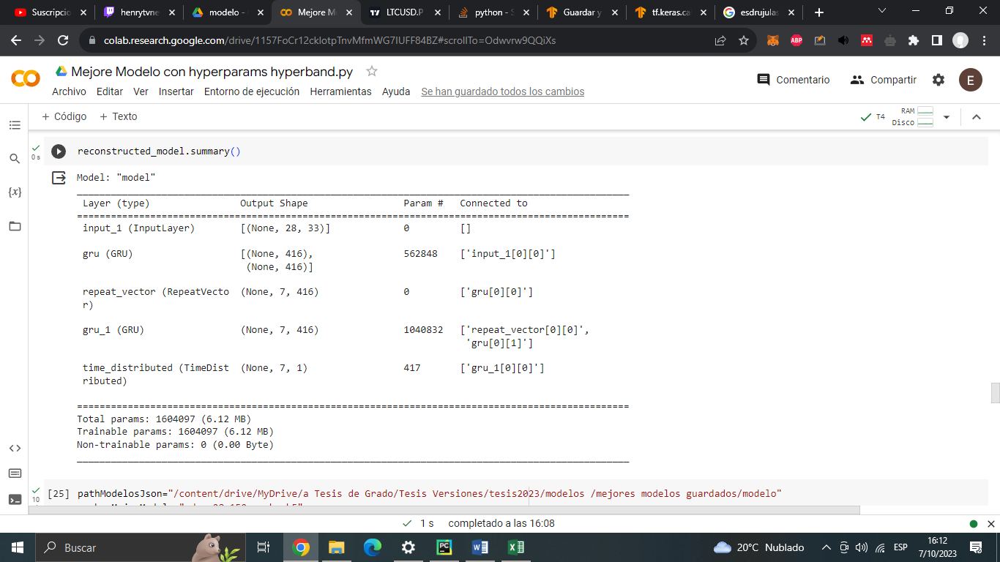 Suscripcio
henrytvne
modelo -
Mejore M
LTCUSD.P
python - S
Guardar y
tf.keras.ca
esdrujulas
colab.research.google.com/drive/1157FoCr12ckIotpTnvMfmWG7IUFF84BZ#scrollTo=Odwvrw9QQiXs
Mejore Modelo con hyperparams hyperband.py
Comentario
Compartir
E
Archivo Editar Ver Insertar Entorno de ejecución Herramientas Ayuda Se han guardado todos los cambios
+ Código + Texto
T4
RAM
Disco
0 s
reconstructed_model.summary()
Model: "model"
Layer (type) Output Shape Param # Connected to
input_1 (InputLayer) [(None, 28, 33)] 0 []
gru (GRU) [(None, 416), 562848 ['input_1[0][0]']
(None, 416)]
repeat_vector (RepeatVecto (None, 7, 416) 0 ['gru[0][0]']
r)
gru_1 (GRU) (None, 7, 416) 1040832 ['repeat_vector[0][0]',
'gru[0][1]']
time_distributed (TimeDist (None, 7, 1) 417 ['gru_1[0][0]']
ributed)
Total params: 1604097 (6.12 MB)
Trainable params: 1604097 (6.12 MB)
Non-trainable params: 0 (0.00 Byte)
10
[25] pathModelosJson="/content/drive/MyDrive/a Tesis de Grado/Tesis Versiones/tesis2023/modelos /mejores modelos guardados/modelo"
1 s completado a las 16:08
Buscar
20°C Nublado
ESP
16:12
7/10/2023